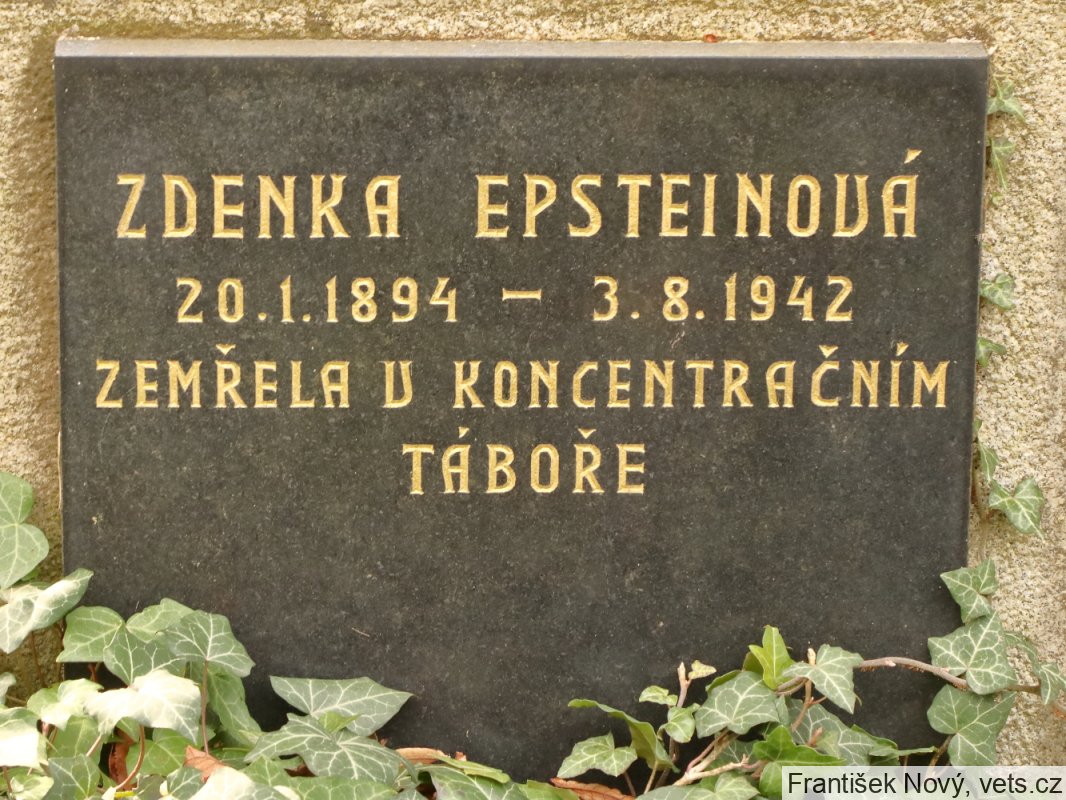 ZDENKA EPSTEINOVÁ
20.1.1894 – 3.8.1942
ZEMŘELA V KONCENTRAČNÍM
TÁBOŘE
František Nový, vets.cz